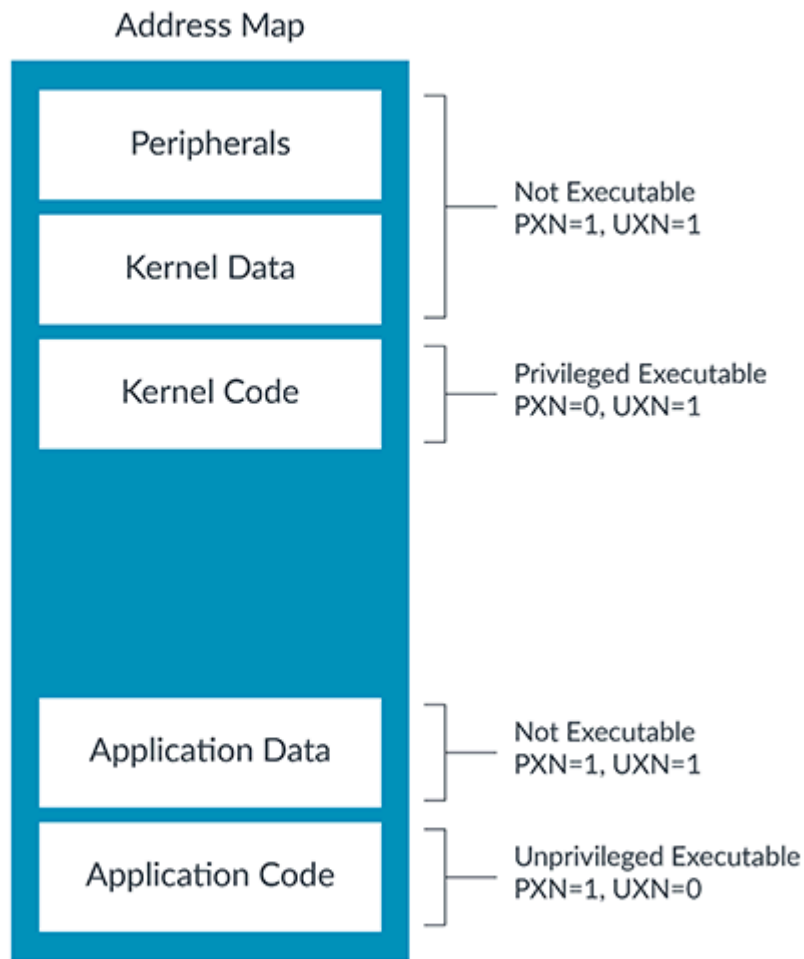 Address Map
Peripherals
Kernel Data
Not Executable
PXN=1, UXN=1
Kernel Code
Privileged Executable
PXN=0, UXN=1
Application Data
Not Executable
PXN=1, UXN=1
Application Code
Unprivileged Executable
PXN=1, UXN=0